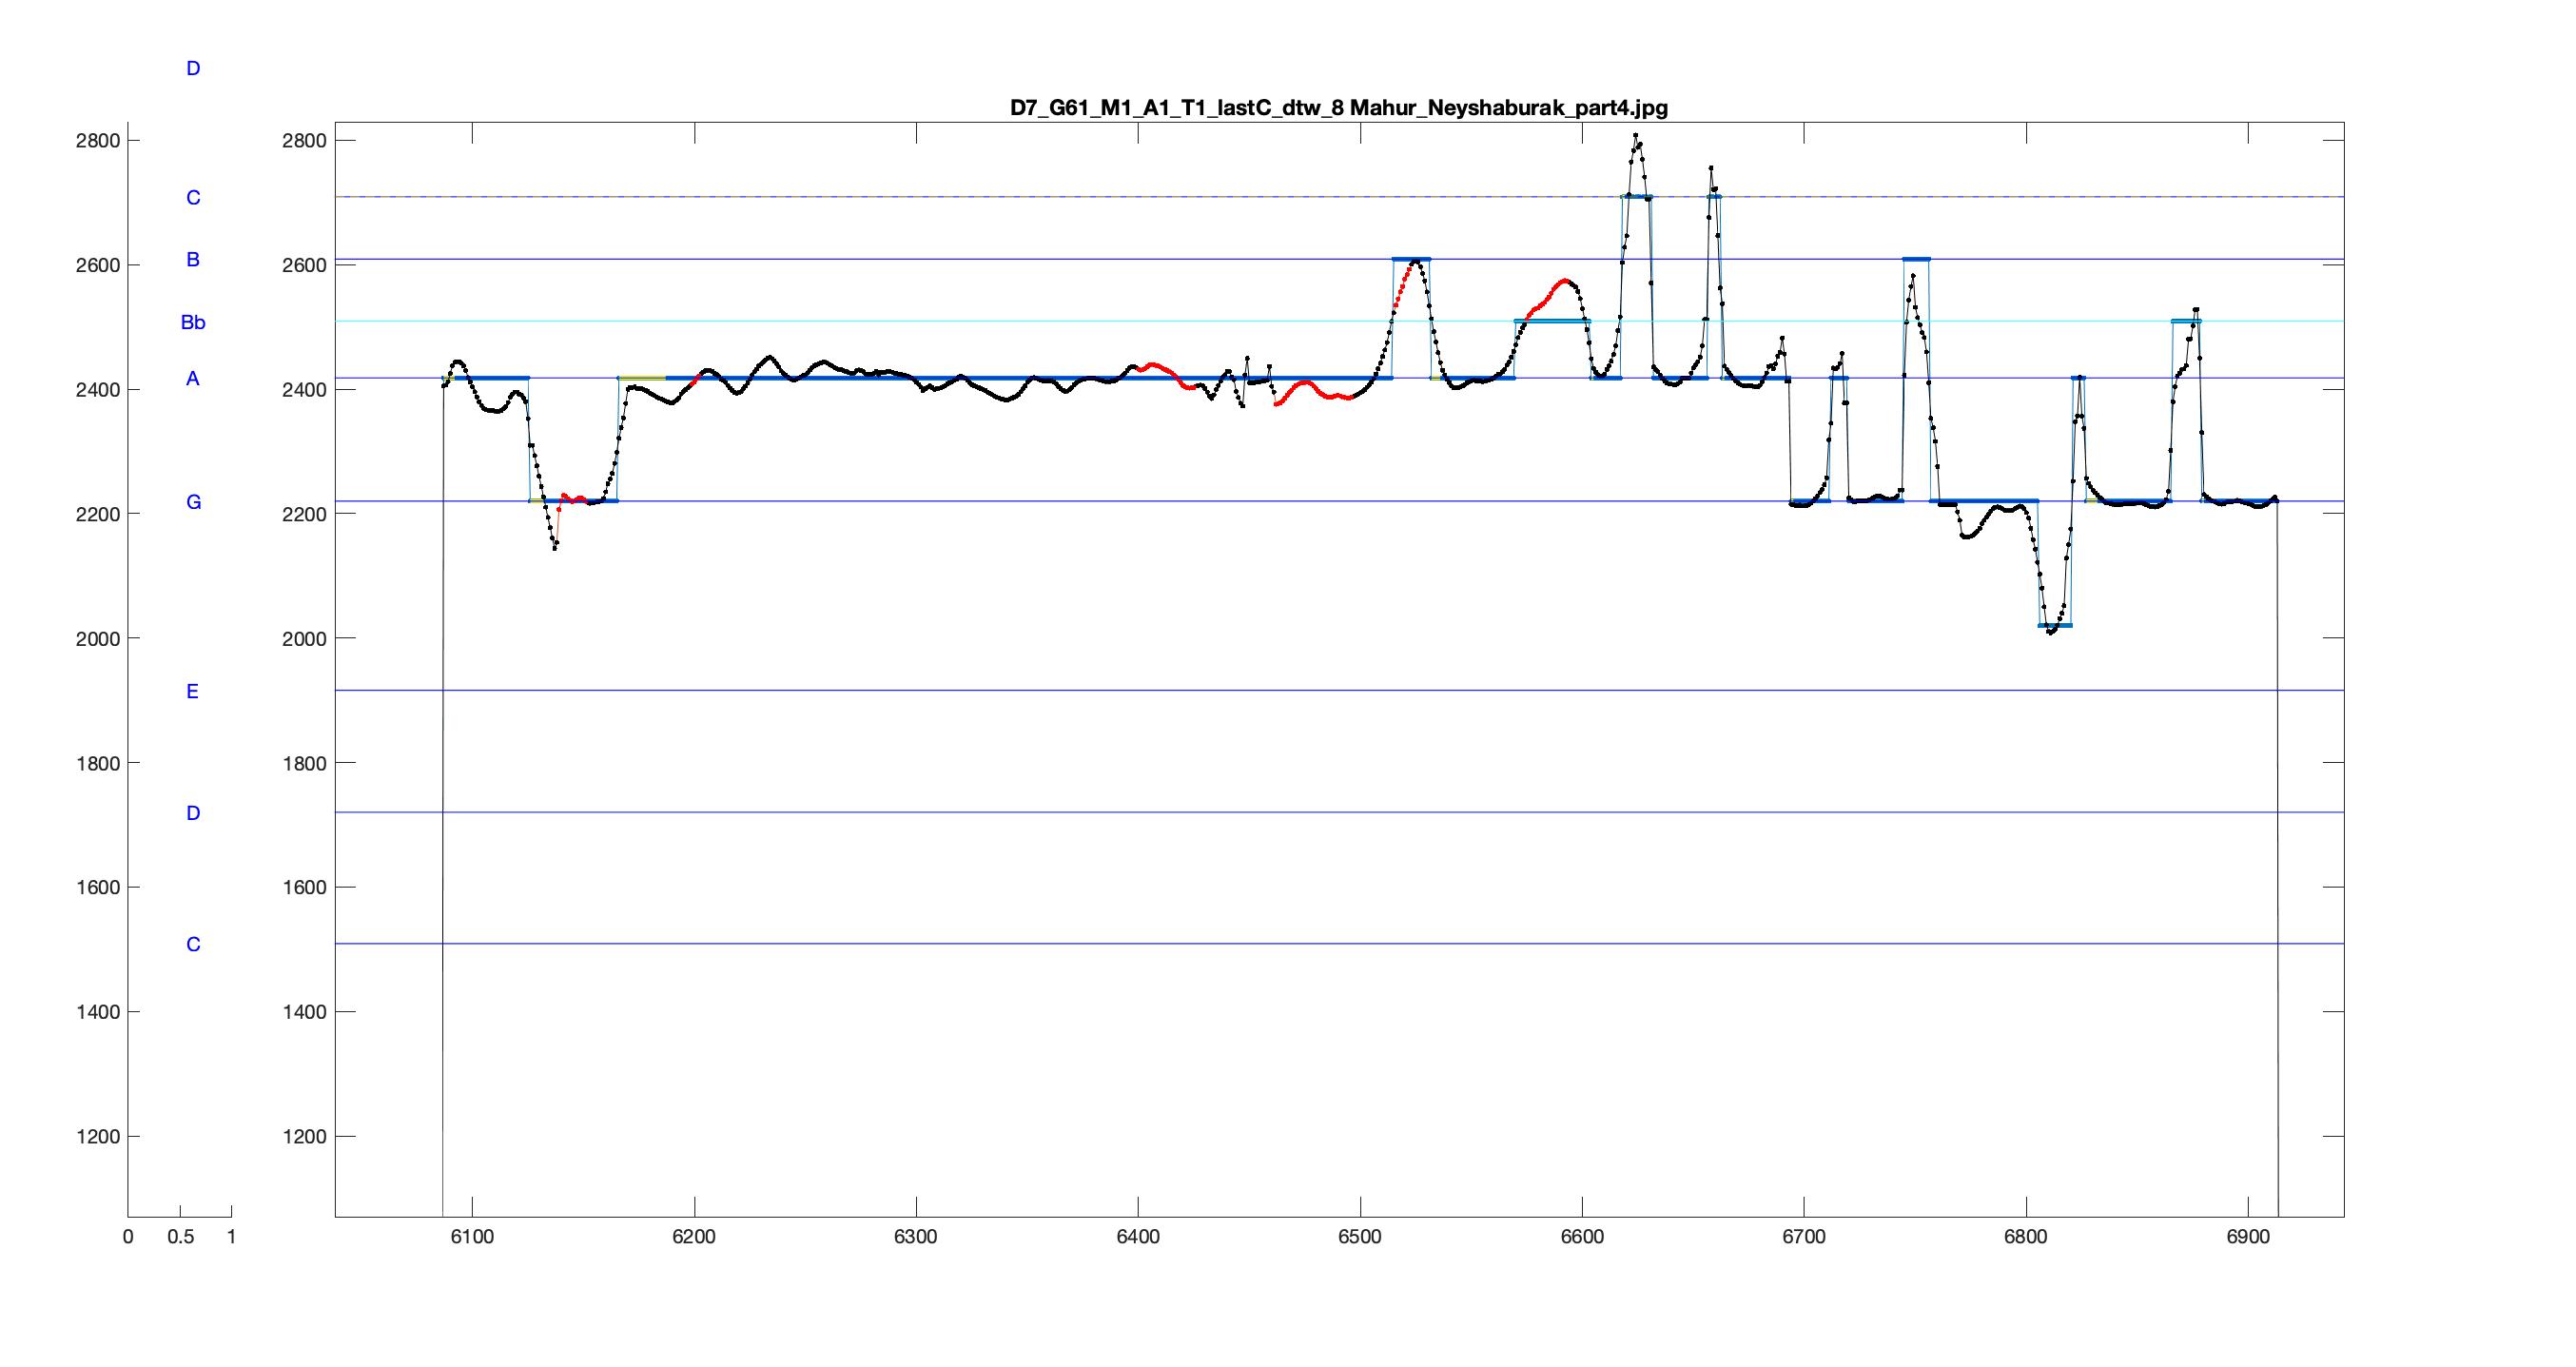 D
D7_G61_M1_A1_T1_lastC_dtw_8 Mahur_Neyshaburak_part4.jpg
2800 2800
C
B
2600 2600
Bb
A
2400 2400
G
2200 2200
2000 2000
E
1800 1800
D
1600 1600
C
1400 1400
1200 1200
0 0.5 1 6100 6200 6300 6400 6500 6600 6700 6800 6900